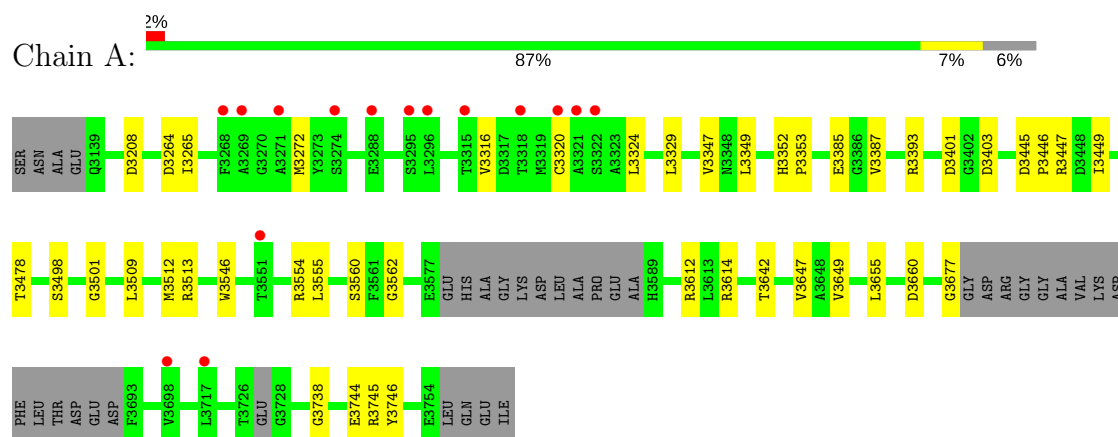 2%
Chain A:
87% 7% 6%
SER ASN ALA GLU Q3139 D3208 D3264 I3265 F3268 A3269 G3270 A3271 M3272 Y3273 S3274 E3288 S3295 L3296 T3315 V3316 D3317 T3318 M3319 C3320 A3321 S3322 A3323 L3324 L3329 V3347 N3348 L3349 H3352 P3353 E3385 G3386 V3387 R3393 D3401 G3402 D3403 D3445 P3446 R3447 D3448 I3449
T3478 S3498 G3501 L3509 M3512 R3513 W3546 T3551 R3554 L3555 S3560 F3561 G3562 E3577 GLU HIS ALA GLY LYS ASP LEU ALA PRO GLU ALA H3589 R3612 L3613 R3614 T3642 V3647 A3648 V3649 L3655 D3660 G3677 GLY ASP ARG GLY GLY ALA VAL LYS ASP
PHE LEU THR ASP GLU ASP F3693 V3698 L3717 T3726 GLU G3728 G3738 E3744 R3745 Y3746 E3754 LEU GLN GLU ILE